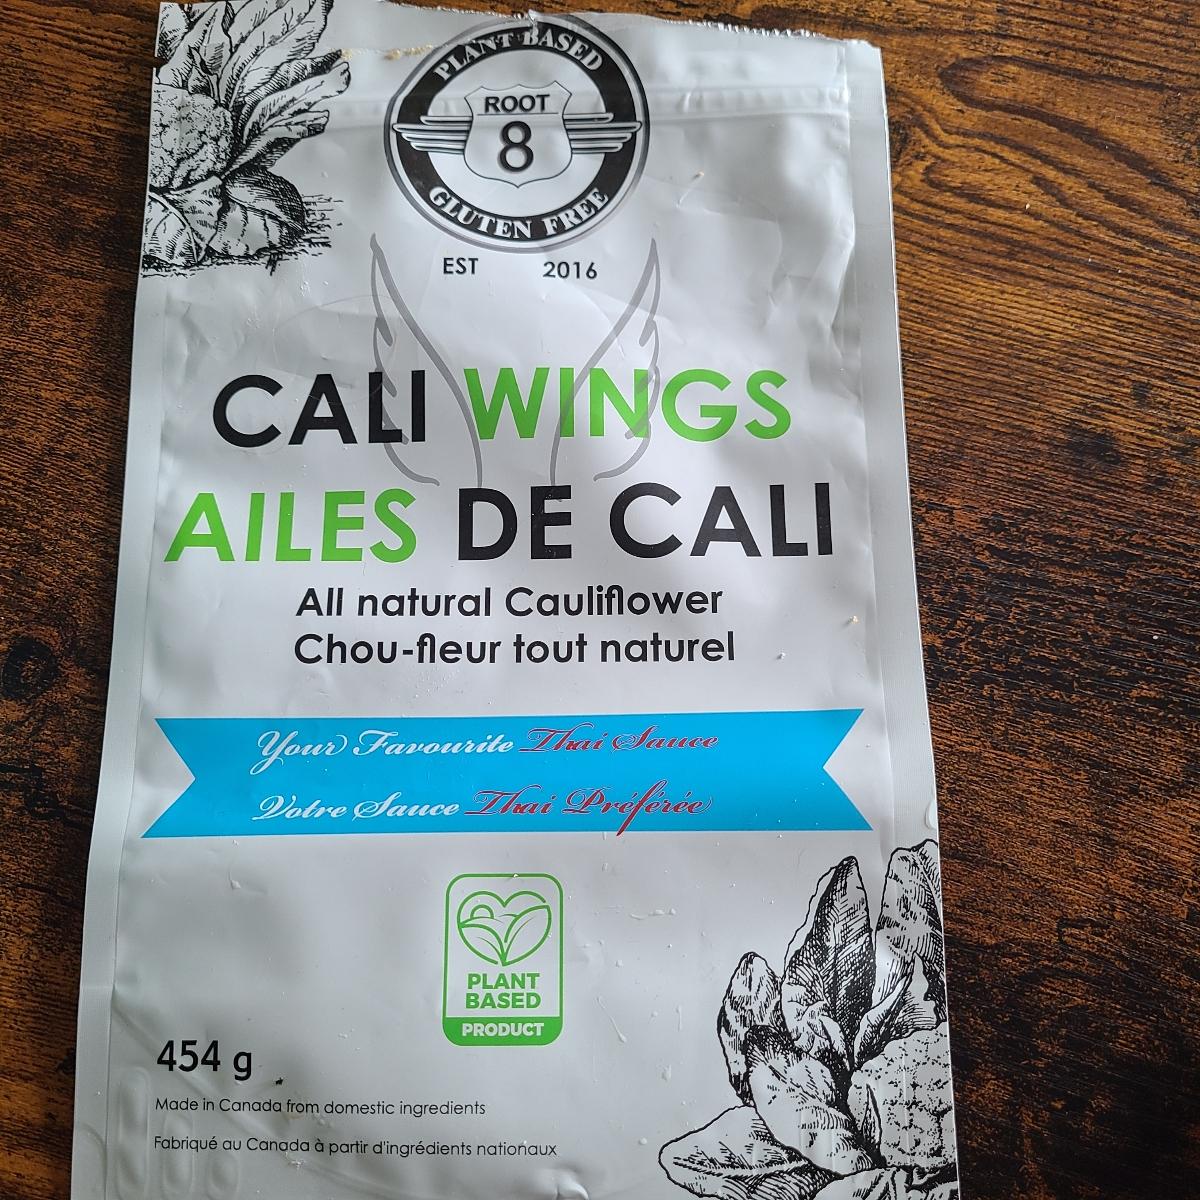 PLANT BASED
ROOT
8
GLUTEN FREE
EST 2016
CALI WINGS
AILES DE CALI
All natural Cauliflower
Chou-fleur tout naturel
Your Favourite Thai Sauce
Votre Sauce Thai Préférée
PLANT
BASED
PRODUCT
454 g
Made in Canada from domestic ingredients
Fabriqué au Canada à partir d'ingrédients nationaux